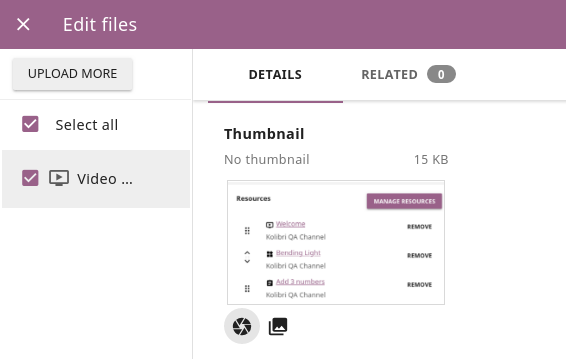 Edit files
UPLOAD MORE
Select all
Video ...
DETAILS
RELATED 0
Thumbnail
No thumbnail 15 KB
Resources
MANAGE RESOURCES
Welcome
REMOVE
Kolibri QA Channel
Bending Light
REMOVE
Kolibri QA Channel
Add 3 numbers
REMOVE
Kolibri QA Channel